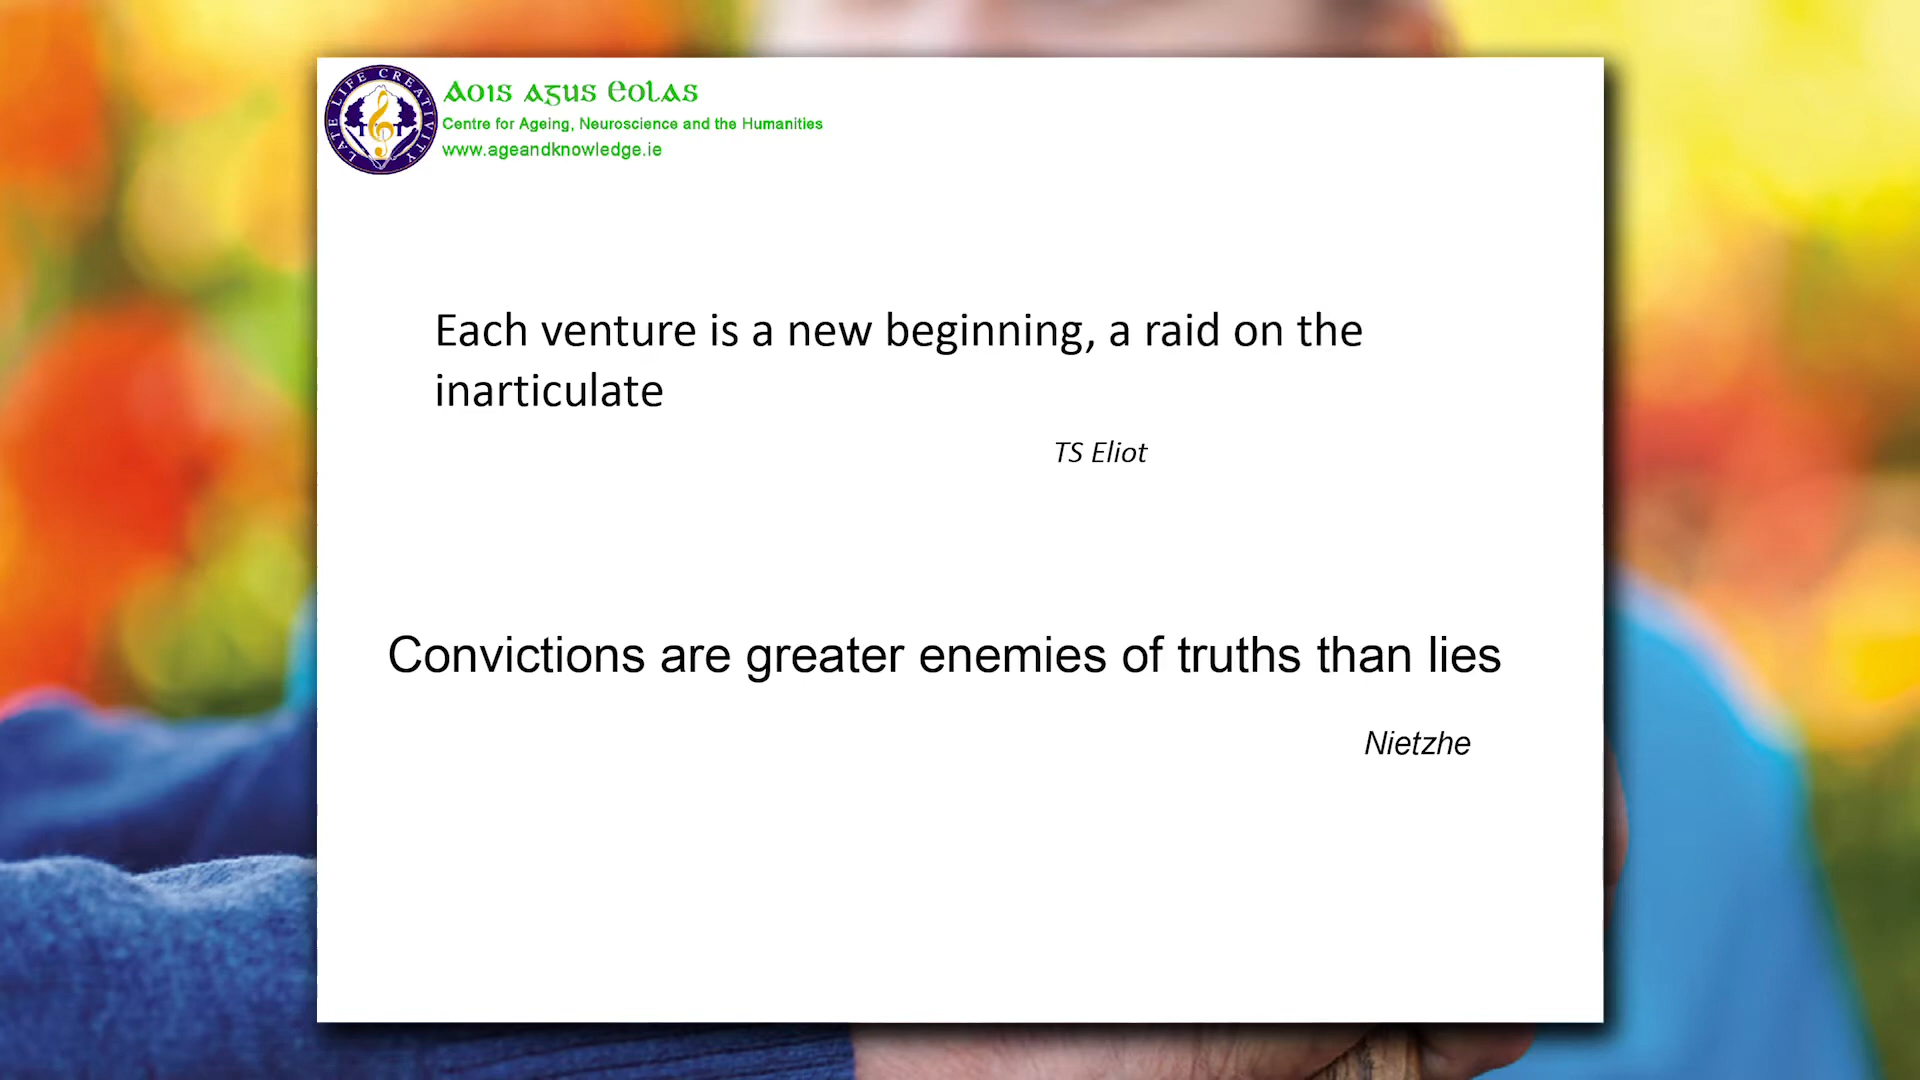 LATE LIFE CREATIVITY
Aois agus Eolas
Centre for Ageing, Neuroscience and the Humanities
www.ageandknowledge.ie
Each venture is a new beginning, a raid on the
inarticulate
TS Eliot
Convictions are greater enemies of truths than lies
Nietzhe